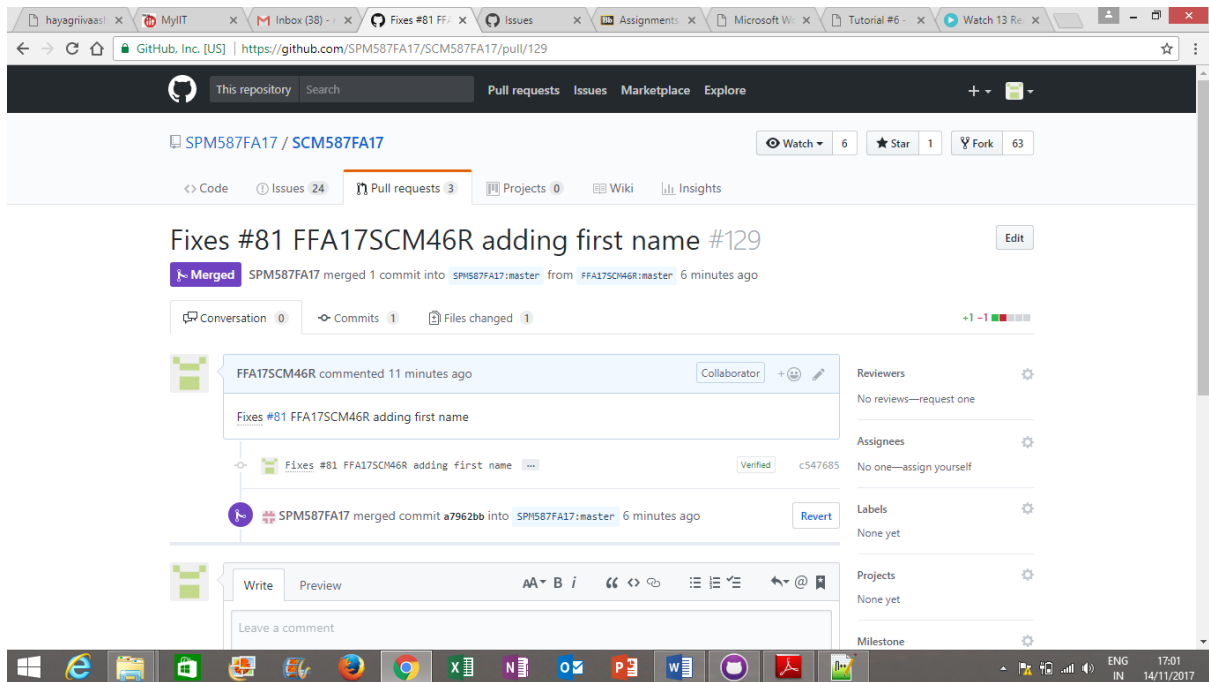 hayagriivaash
MyIIT
Inbox (38) -
Fixes #81 FFA
Issues
Assignments
Microsoft Wo
Tutorial #6 -
Watch 13 Re
GitHub, Inc. [US] | https://github.com/SPM587FA17/SCM587FA17/pull/129
This repository Search Pull requests Issues Marketplace Explore
SPM587FA17 / SCM587FA17
Watch 6 Star 1 Fork 63
Code Issues 24 Pull requests 3 Projects 0 Wiki Insights
Fixes #81 FFA17SCM46R adding first name #129
Edit
Merged SPM587FA17 merged 1 commit into SPM587FA17:master from FFA17SCM46R:master 6 minutes ago
Conversation 0 Commits 1 Files changed 1 +1 −1
FFA17SCM46R commented 11 minutes ago Collaborator
Fixes #81 FFA17SCM46R adding first name
Fixes #81 FFA17SCM46R adding first name … Verified c547685
SPM587FA17 merged commit a7962bb into SPM587FA17:master 6 minutes ago Revert
Write Preview AA B i
Leave a comment
Reviewers
No reviews—request one
Assignees
No one—assign yourself
Labels
None yet
Projects
None yet
Milestone
ENG
IN
17:01
14/11/2017